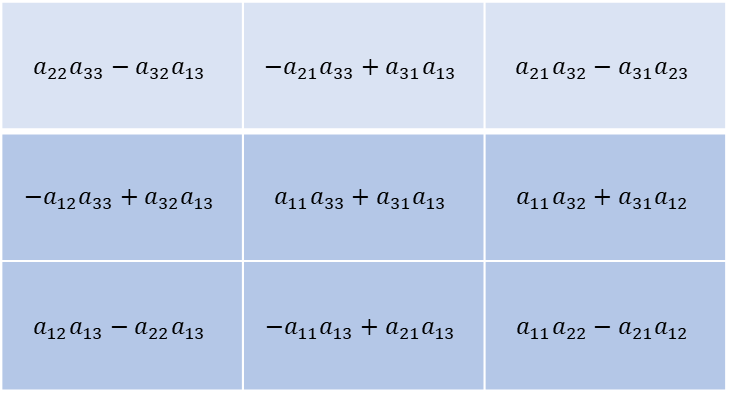 a₂₂a₃₃ − a₃₂a₁₃
−a₂₁a₃₃ + a₃₁a₁₃
a₂₁a₃₂ − a₃₁a₂₃
−a₁₂a₃₃ + a₃₂a₁₃
a₁₁a₃₃ + a₃₁a₁₃
a₁₁a₃₂ + a₃₁a₁₂
a₁₂a₁₃ − a₂₂a₁₃
−a₁₁a₁₃ + a₂₁a₁₃
a₁₁a₂₂ − a₂₁a₁₂